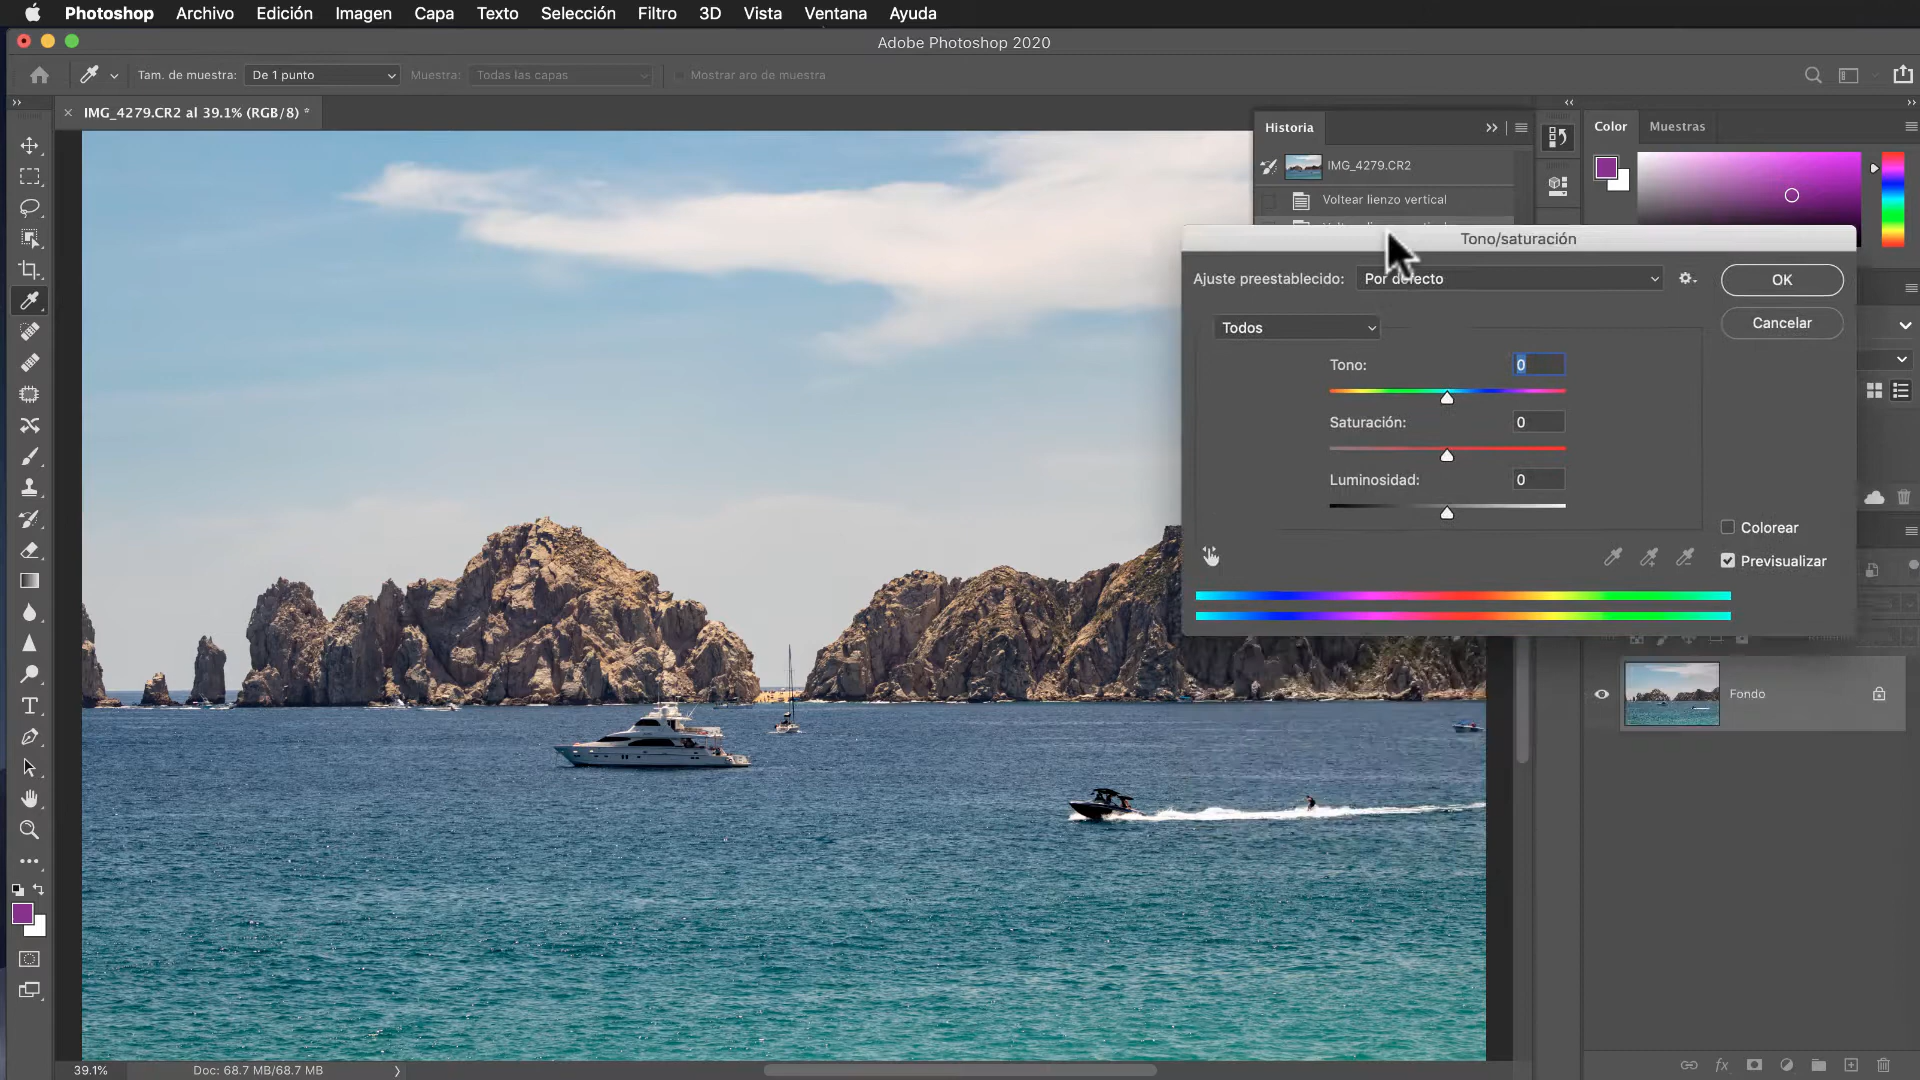 Photoshop Archivo Edición Imagen Capa Texto Selección Filtro 3D Vista Ventana Ayuda
Adobe Photoshop 2020
Tam. de muestra: De 1 punto Muestra: Todas las capas Mostrar aro de muestra
IMG_4279.CR2 al 39.1% (RGB/8) *
Historia
Color Muestras
IMG_4279.CR2
Voltear lienzo vertical
Tono/saturación
Ajuste preestablecido: Por defecto
OK
Todos
Cancelar
Tono: 0
Saturación: 0
Luminosidad: 0
Colorear
Previsualizar
Fondo
39.1% Doc: 68.7 MB/68.7 MB